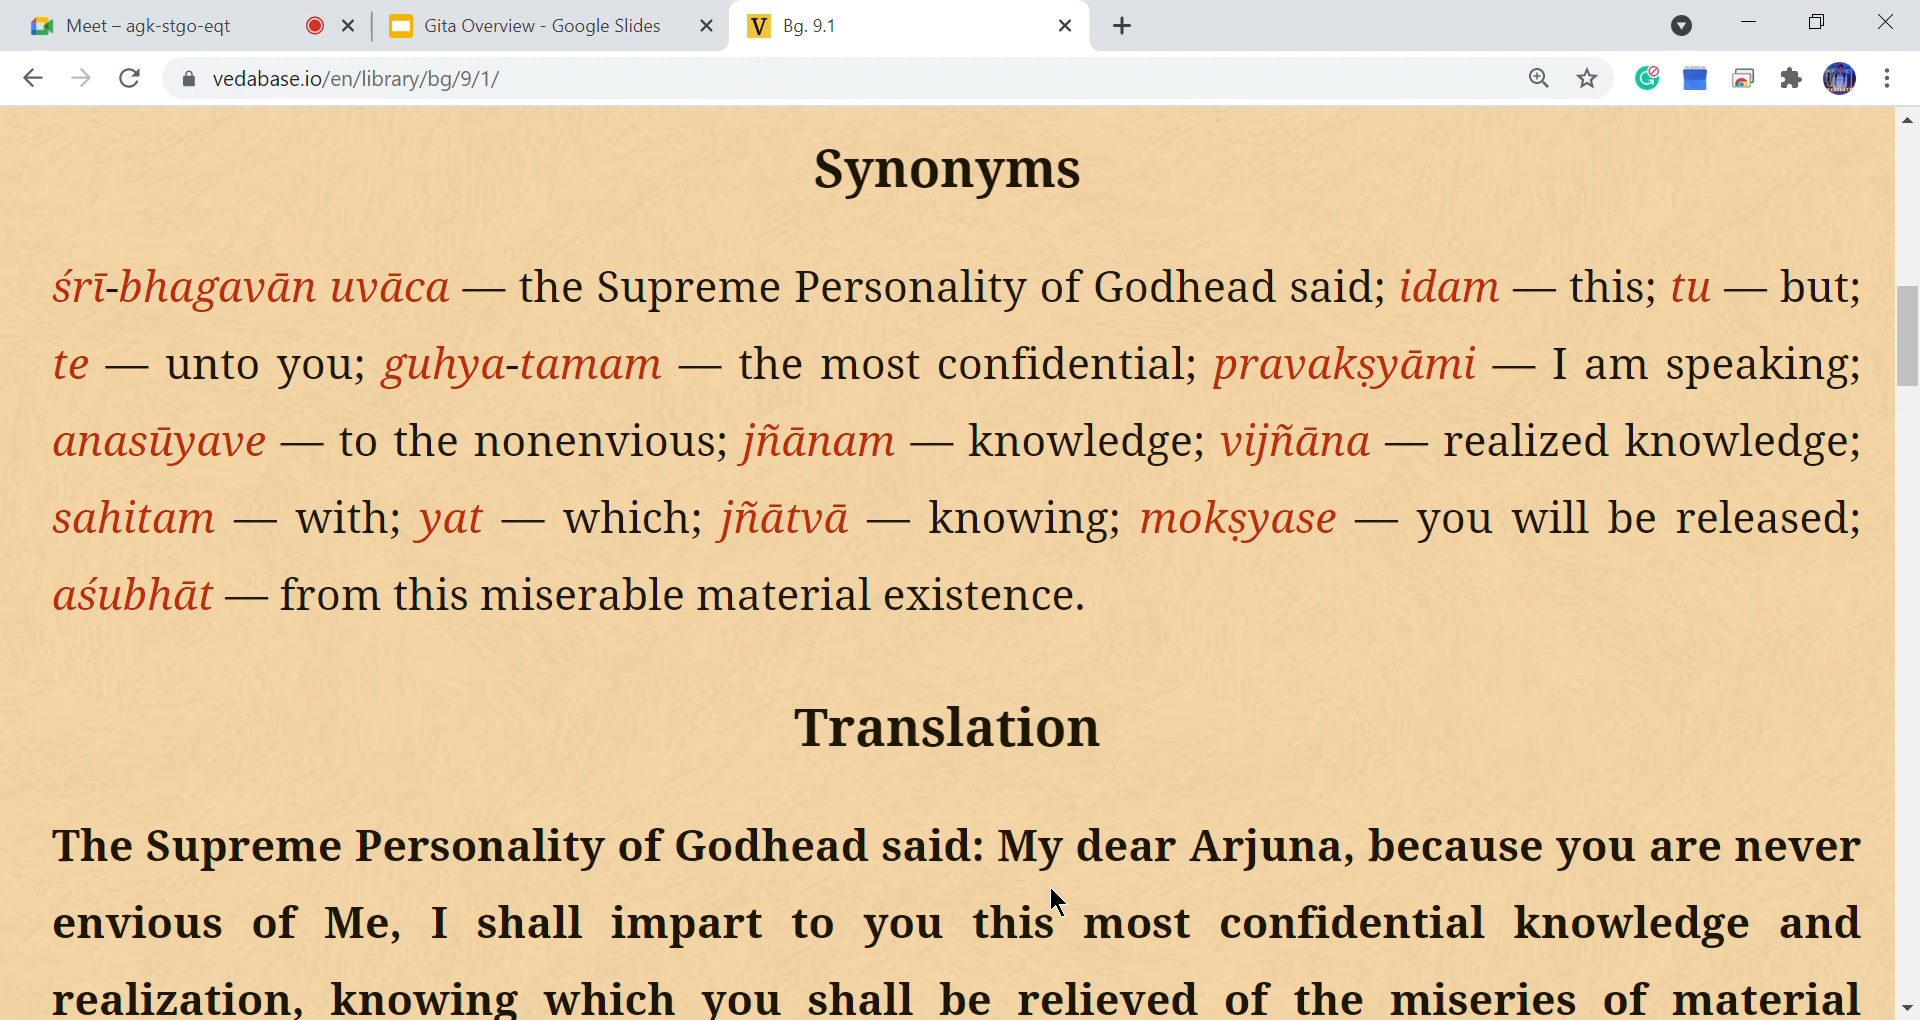 Meet – agk-stgo-eqt
Gita Overview - Google Slides
V Bg. 9.1
vedabase.io/en/library/bg/9/1/
Synonyms
śrī-bhagavān uvāca — the Supreme Personality of Godhead said; idam — this; tu — but;
te — unto you; guhya-tamam — the most confidential; pravakṣyāmi — I am speaking;
anasūyave — to the nonenvious; jñānam — knowledge; vijñāna — realized knowledge;
sahitam — with; yat — which; jñātvā — knowing; mokṣyase — you will be released;
aśubhāt — from this miserable material existence.
Translation
The Supreme Personality of Godhead said: My dear Arjuna, because you are never
envious of Me, I shall impart to you this most confidential knowledge and
realization, knowing which you shall be relieved of the miseries of material